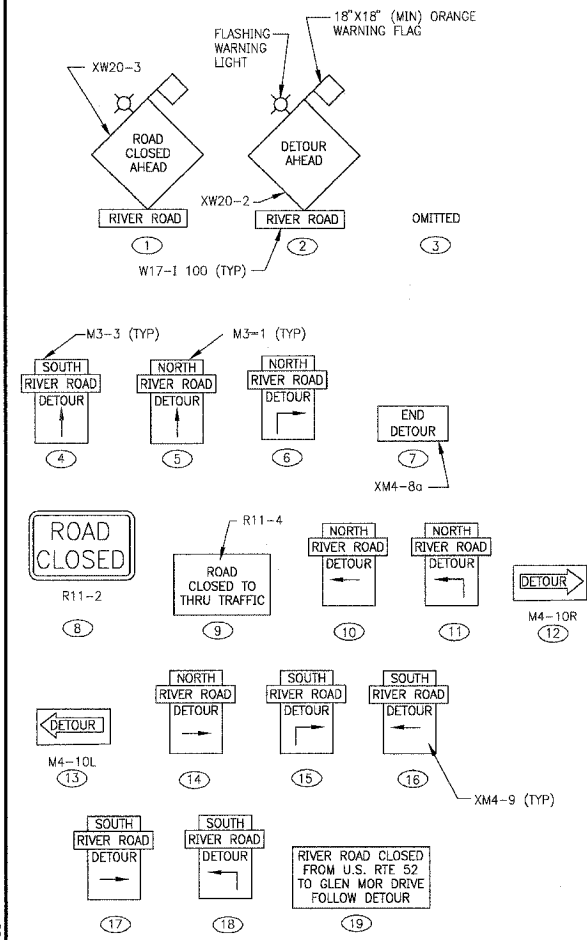 18"X18" (MIN) ORANGE
WARNING FLAG
FLASHING
WARNING
LIGHT
XW20-3
ROAD
CLOSED
AHEAD
DETOUR
AHEAD
XW20-2
RIVER ROAD
RIVER ROAD
OMITTED
1
2
3
W17-I 100 (TYP)
M3-3 (TYP)
M3=1 (TYP)
SOUTH
RIVER ROAD
DETOUR
4
NORTH
RIVER ROAD
DETOUR
5
NORTH
RIVER ROAD
DETOUR
6
END
DETOUR
7
XM4-8a
ROAD
CLOSED
R11-2
8
R11-4
ROAD
CLOSED TO
THRU TRAFFIC
9
NORTH
RIVER ROAD
DETOUR
10
NORTH
RIVER ROAD
DETOUR
11
DETOUR
M4-10R
12
DETOUR
M4-10L
13
NORTH
RIVER ROAD
DETOUR
14
SOUTH
RIVER ROAD
DETOUR
15
SOUTH
RIVER ROAD
DETOUR
16
XM4-9 (TYP)
SOUTH
RIVER ROAD
DETOUR
17
SOUTH
RIVER ROAD
DETOUR
18
RIVER ROAD CLOSED
FROM U.S. RTE 52
TO GLEN MOR DRIVE
FOLLOW DETOUR
19